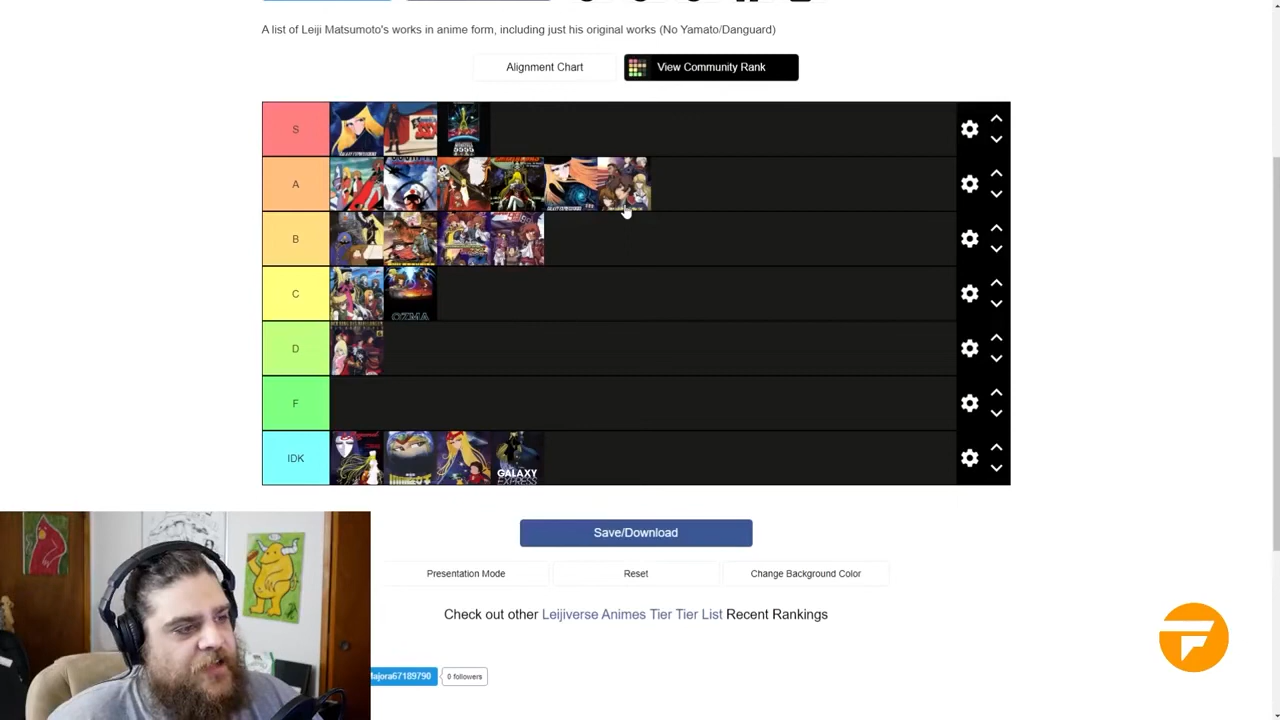 A list of Leiji Matsumoto's works in anime form, including just his original works (No Yamato/Danguard)
Alignment Chart
View Community Rank
S
5555
A
B
C
OZMA
D
F
IDK
GALAXY
EXPRESS
Save/Download
Presentation Mode
Reset
Change Background Color
Check out other Leijiverse Animes Tier Tier List Recent Rankings
Majora67189790
0 followers